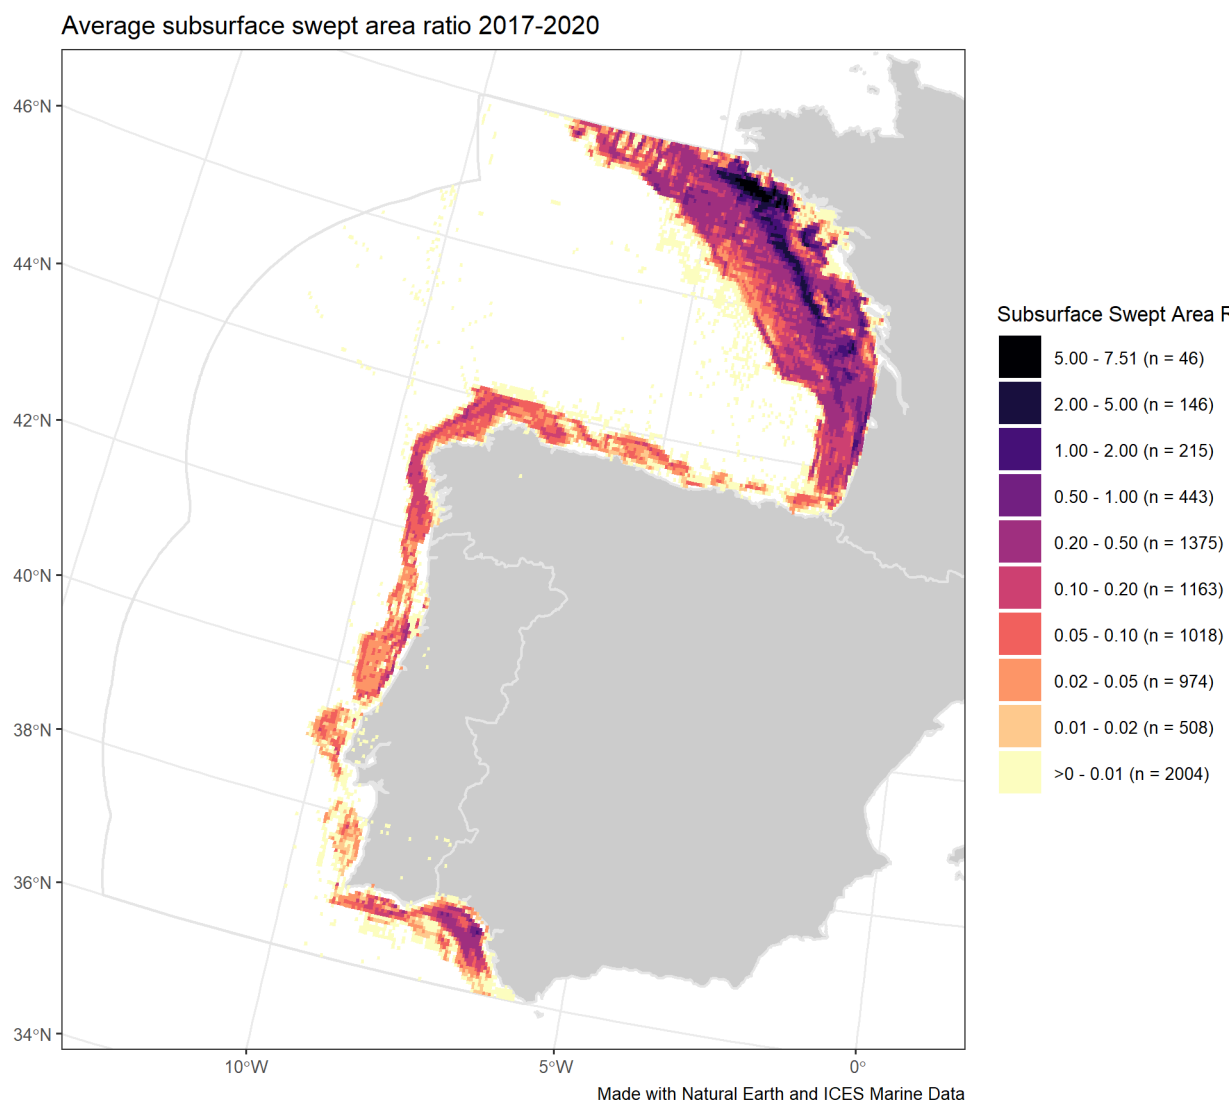 Average subsurface swept area ratio 2017-2020
46°N
44°N
42°N
40°N
38°N
36°N
34°N
10°W
5°W
0°
Subsurface Swept Area R
5.00 - 7.51 (n = 46)
2.00 - 5.00 (n = 146)
1.00 - 2.00 (n = 215)
0.50 - 1.00 (n = 443)
0.20 - 0.50 (n = 1375)
0.10 - 0.20 (n = 1163)
0.05 - 0.10 (n = 1018)
0.02 - 0.05 (n = 974)
0.01 - 0.02 (n = 508)
>0 - 0.01 (n = 2004)
Made with Natural Earth and ICES Marine Data